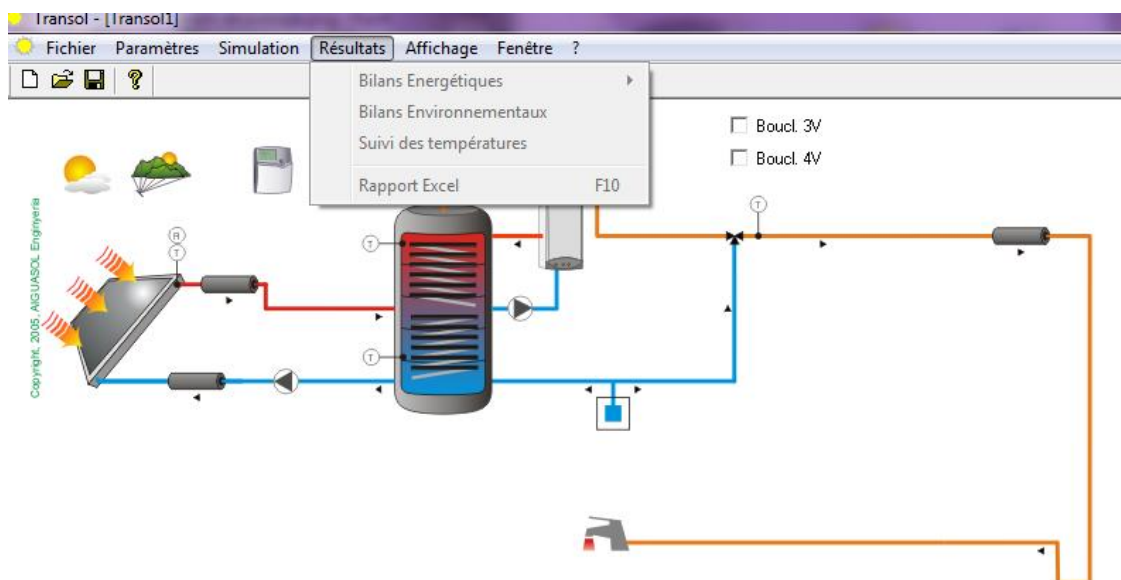 Transol - [Transol1]
Fichier Paramètres Simulation Résultats Affichage Fenêtre ?
Bilans Energétiques
Bilans Environnementaux
Suivi des températures
Rapport Excel F10
Boucl. 3V
Boucl. 4V
T
R
T
T
T
Copyright, 2005, AIGUASOL Enginyeria